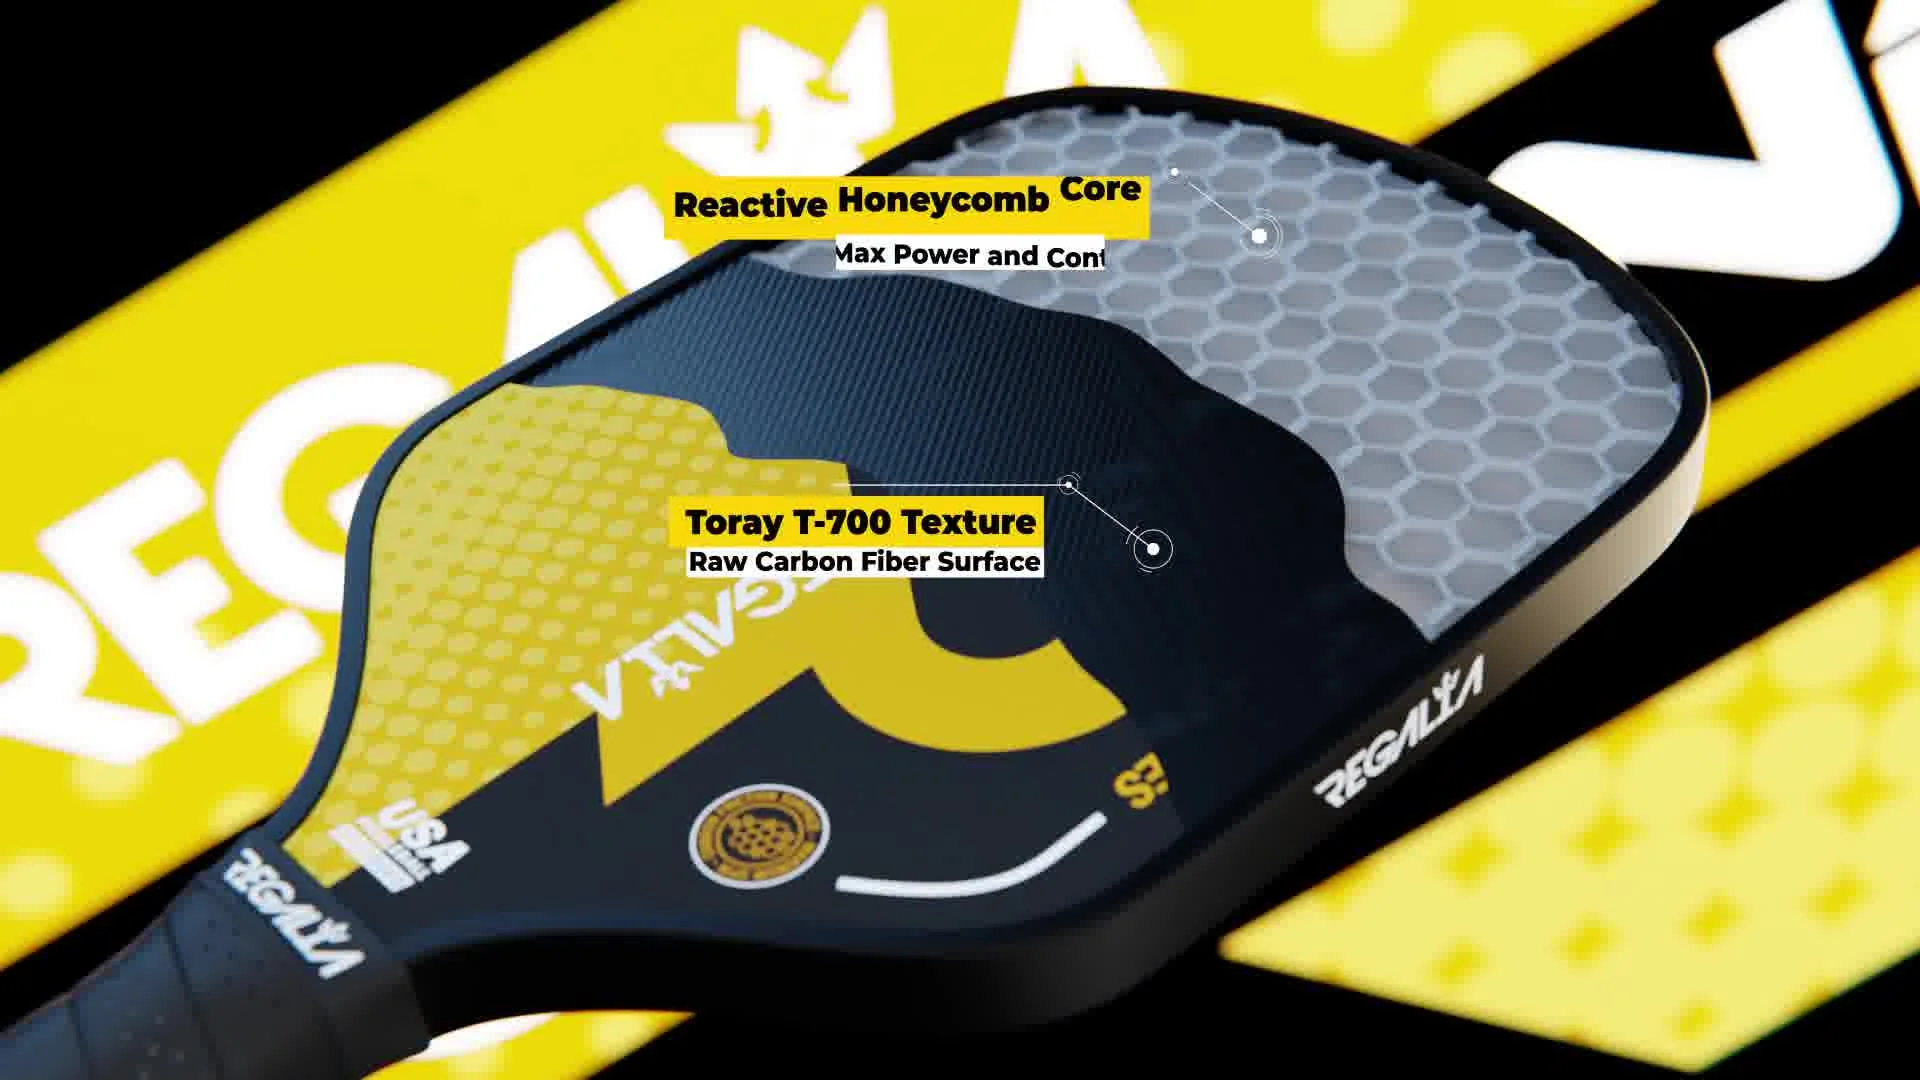 REGALIA
Reactive Honeycomb Core
Max Power and Cont
Toray T-700 Texture
Raw Carbon Fiber Surface
REGALIA
REGALIA
ES
USA
REGALIA